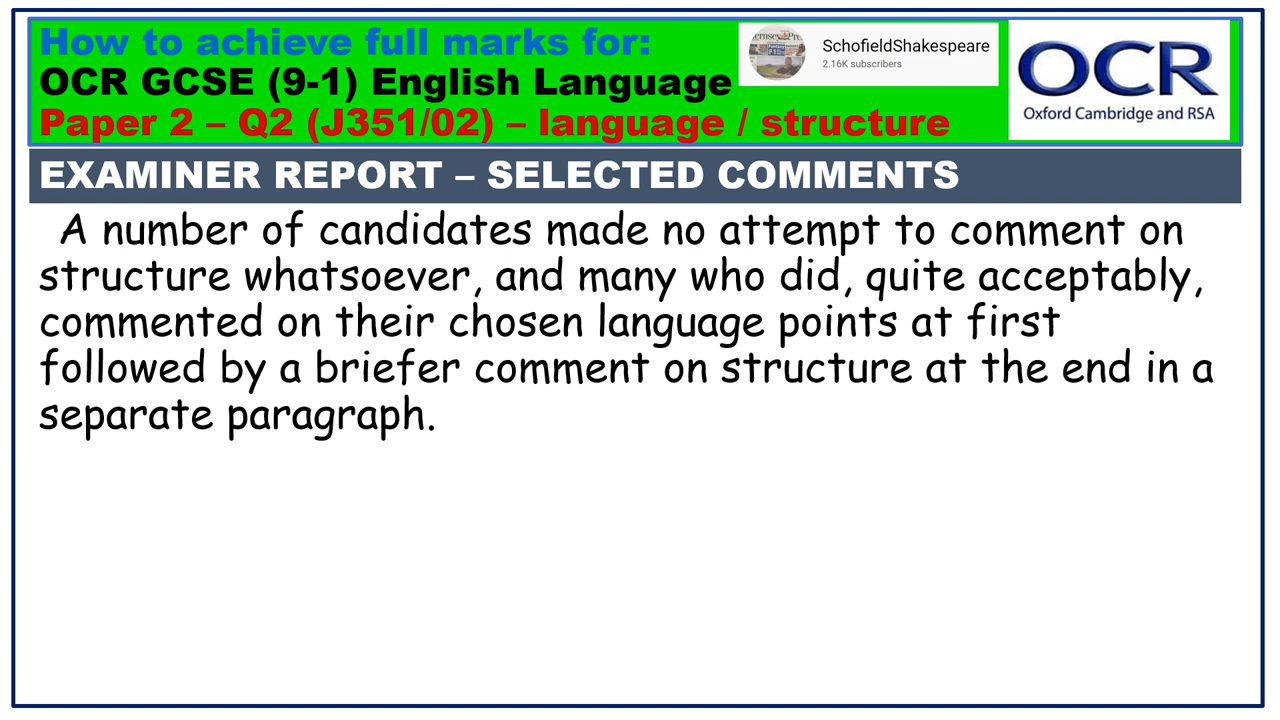 How to achieve full marks for:
OCR GCSE (9-1) English Language
Paper 2 – Q2 (J351/02) – language / structure
SchofieldShakespeare
2.16K subscribers
OCR
Oxford Cambridge and RSA
EXAMINER REPORT – SELECTED COMMENTS
A number of candidates made no attempt to comment on
structure whatsoever, and many who did, quite acceptably,
commented on their chosen language points at first
followed by a briefer comment on structure at the end in a
separate paragraph.